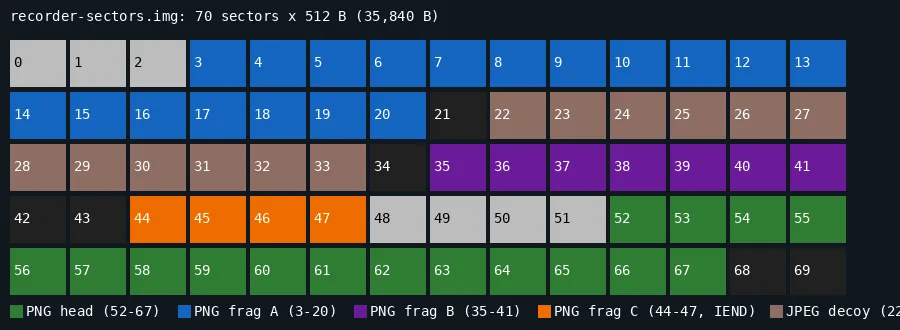 recorder-sectors.img: 70 sectors x 512 B (35,840 B)
0 1 2 3 4 5 6 7 8 9 10 11 12 13
14 15 16 17 18 19 20 21 22 23 24 25 26 27
28 29 30 31 32 33 34 35 36 37 38 39 40 41
42 43 44 45 46 47 48 49 50 51 52 53 54 55
56 57 58 59 60 61 62 63 64 65 66 67 68 69
PNG head (52-67) PNG frag A (3-20) PNG frag B (35-41) PNG frag C (44-47, IEND) JPEG decoy (22